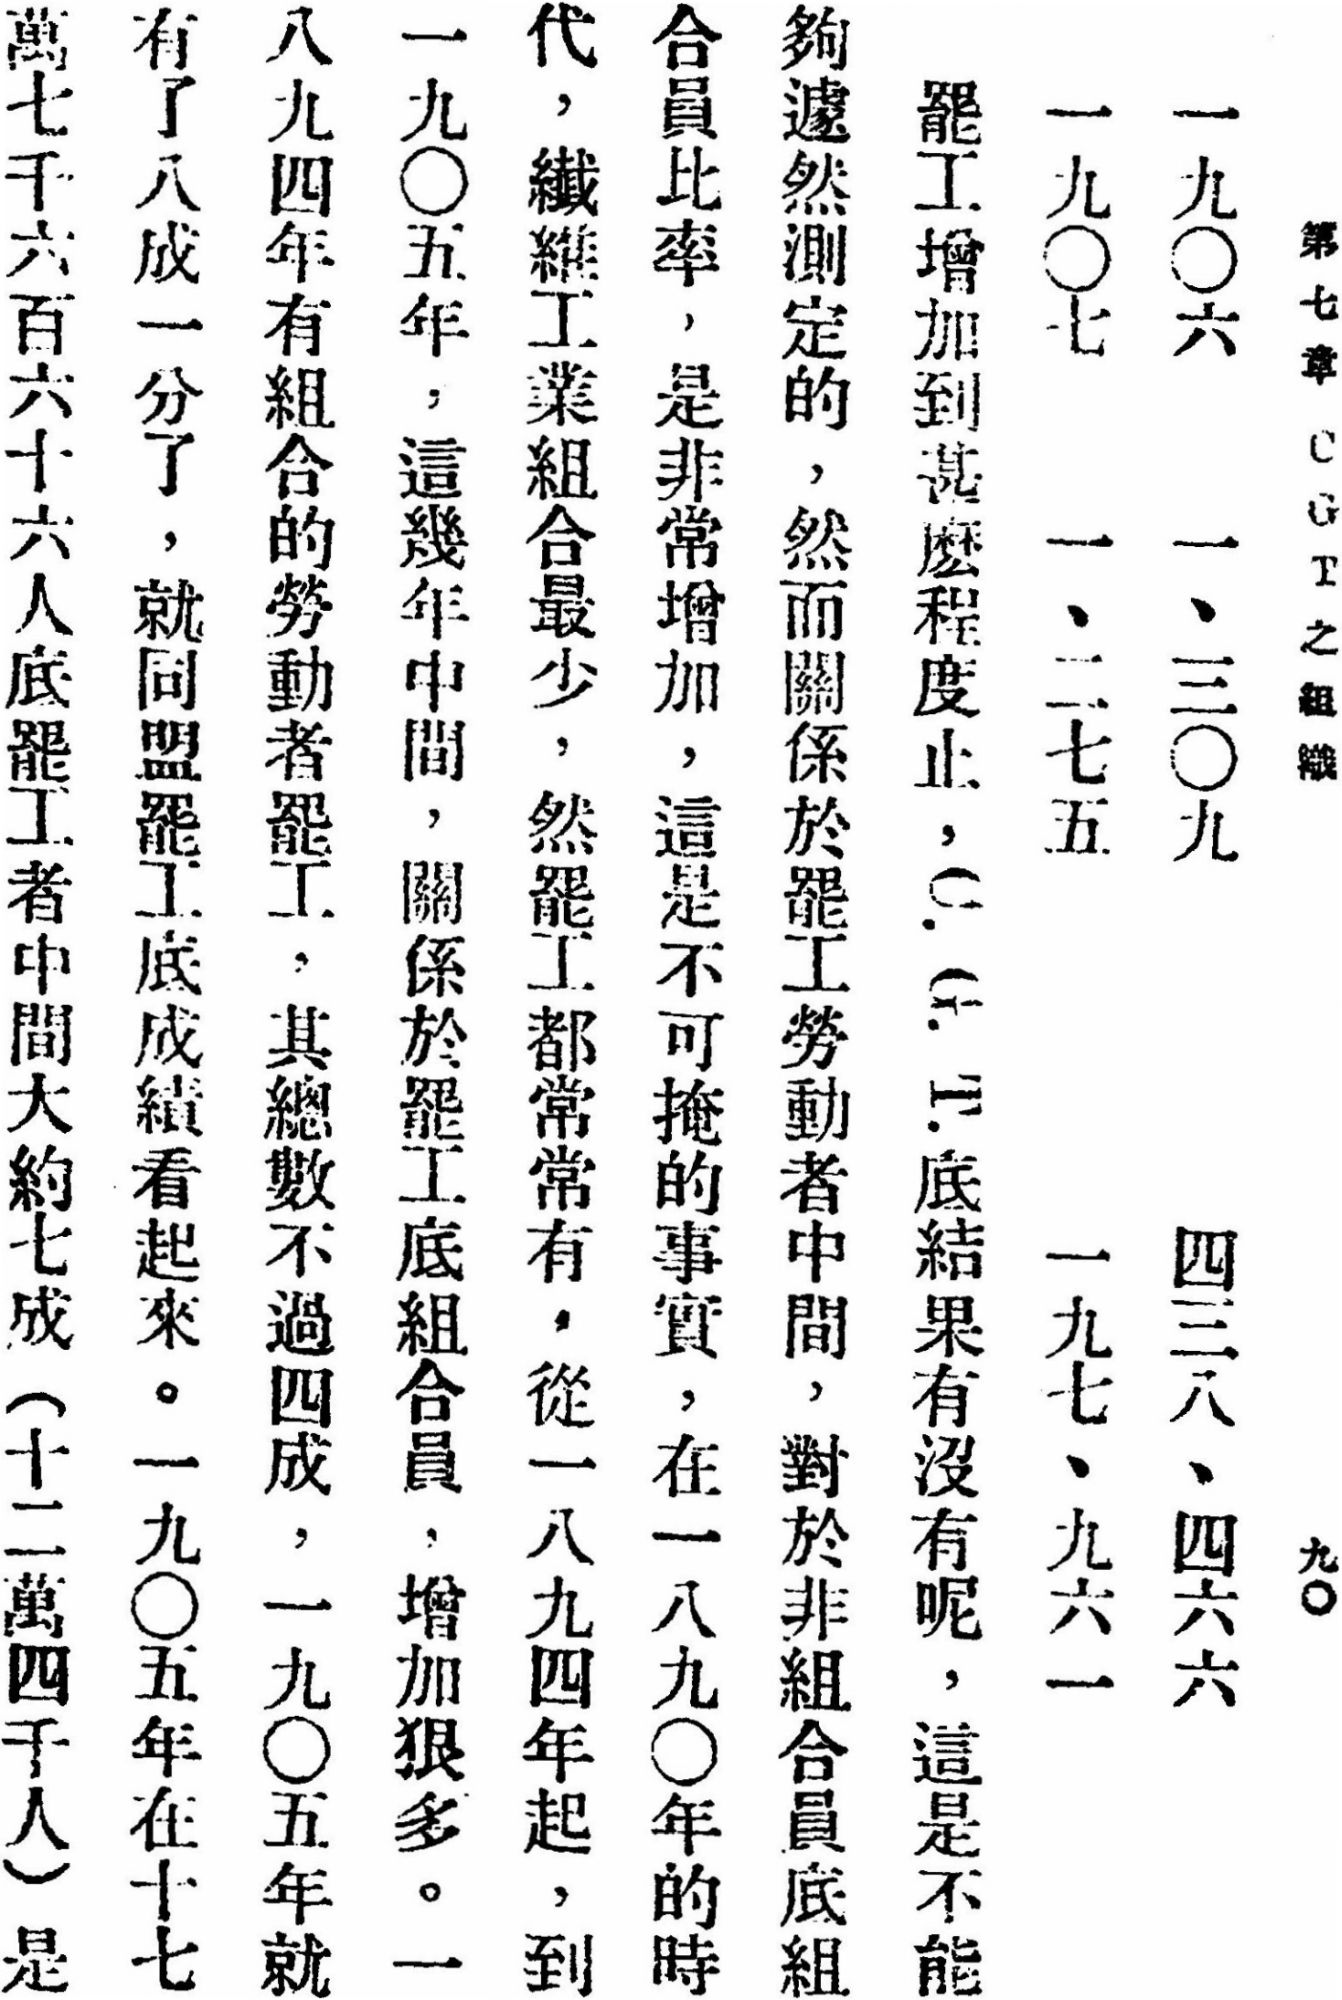 第七章 CGT之組織 九〇
一九〇六 一、三〇九 四三八、四六六
一九〇七 一、二七五 一九七、九六一
罷工增加到甚麽程度止，C. G. T. 底結果有沒有呢，這是不能
夠遽然測定的，然而關係於罷工勞動者中間，對於非組合員底組
合員比率，是非常增加，這是不可掩的事實，在一八九〇年的時
代，纖維工業組合最少，然罷工都常常有，從一八九四年起，到
一九〇五年，這幾年中間，關係於罷工底組合員，增加狠多。一
八九四年有組合的勞動者罷工，其總數不過四成，一九〇五年就
有了八成一分了，就同盟罷工底成績看起來。一九〇五年在十七
萬七千六百六十六人底罷工者中間大約七成（十二萬四千人）是